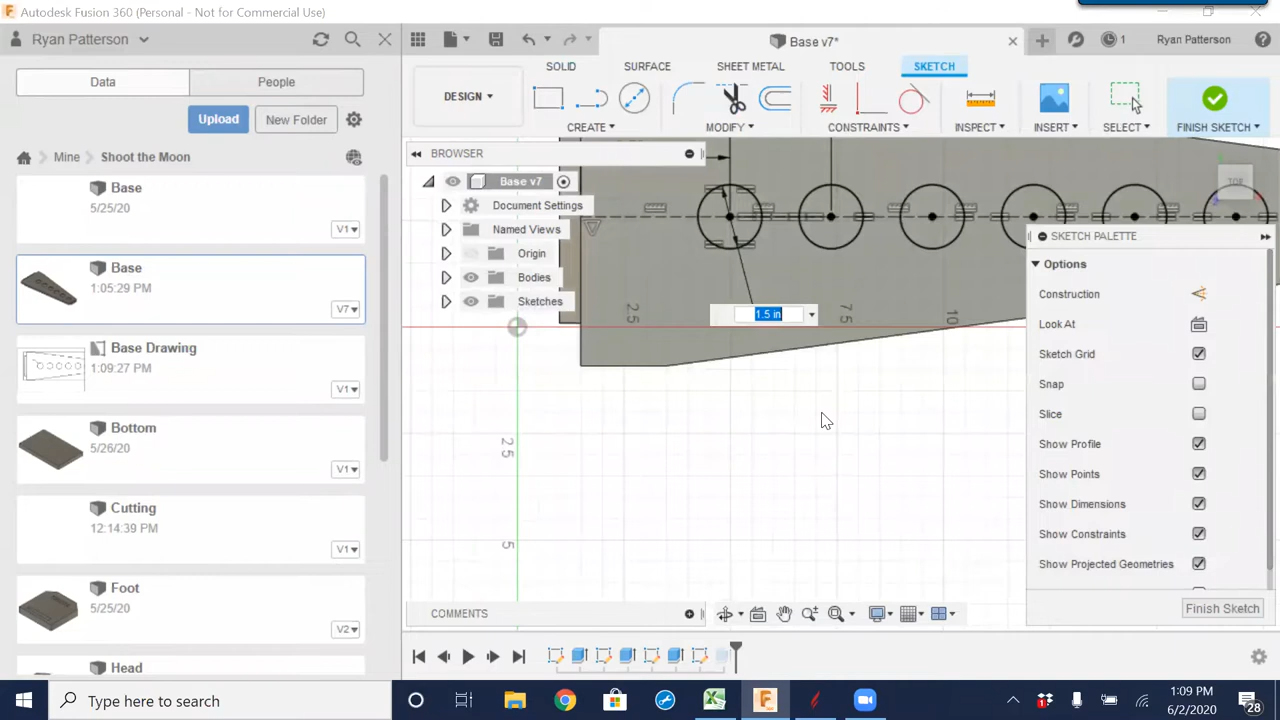 Autodesk Fusion 360 (Personal - Not for Commercial Use)
Ryan Patterson
Base v7*
1
Ryan Patterson
Data
People
SOLID
SURFACE
SHEET METAL
TOOLS
SKETCH
DESIGN
Upload
New Folder
CREATE
MODIFY
CONSTRAINTS
INSPECT
INSERT
SELECT
FINISH SKETCH
Mine
Shoot the Moon
BROWSER
Base
5/25/20
V1
Base v7
TOP
Document Settings
Named Views
Origin
Bodies
Sketches
SKETCH PALETTE
Options
Construction
Look At
Sketch Grid
Snap
Slice
Show Profile
Show Points
Show Dimensions
Show Constraints
Show Projected Geometries
Finish Sketch
Base
1:05:29 PM
V7
2.5
1.5 in
7.5
10
2.5
5
Base Drawing
1:09:27 PM
V1
Bottom
5/26/20
V1
Cutting
12:14:39 PM
V1
Foot
5/25/20
V2
Head
COMMENTS
Type here to search
1
1:09 PM
6/2/2020
28